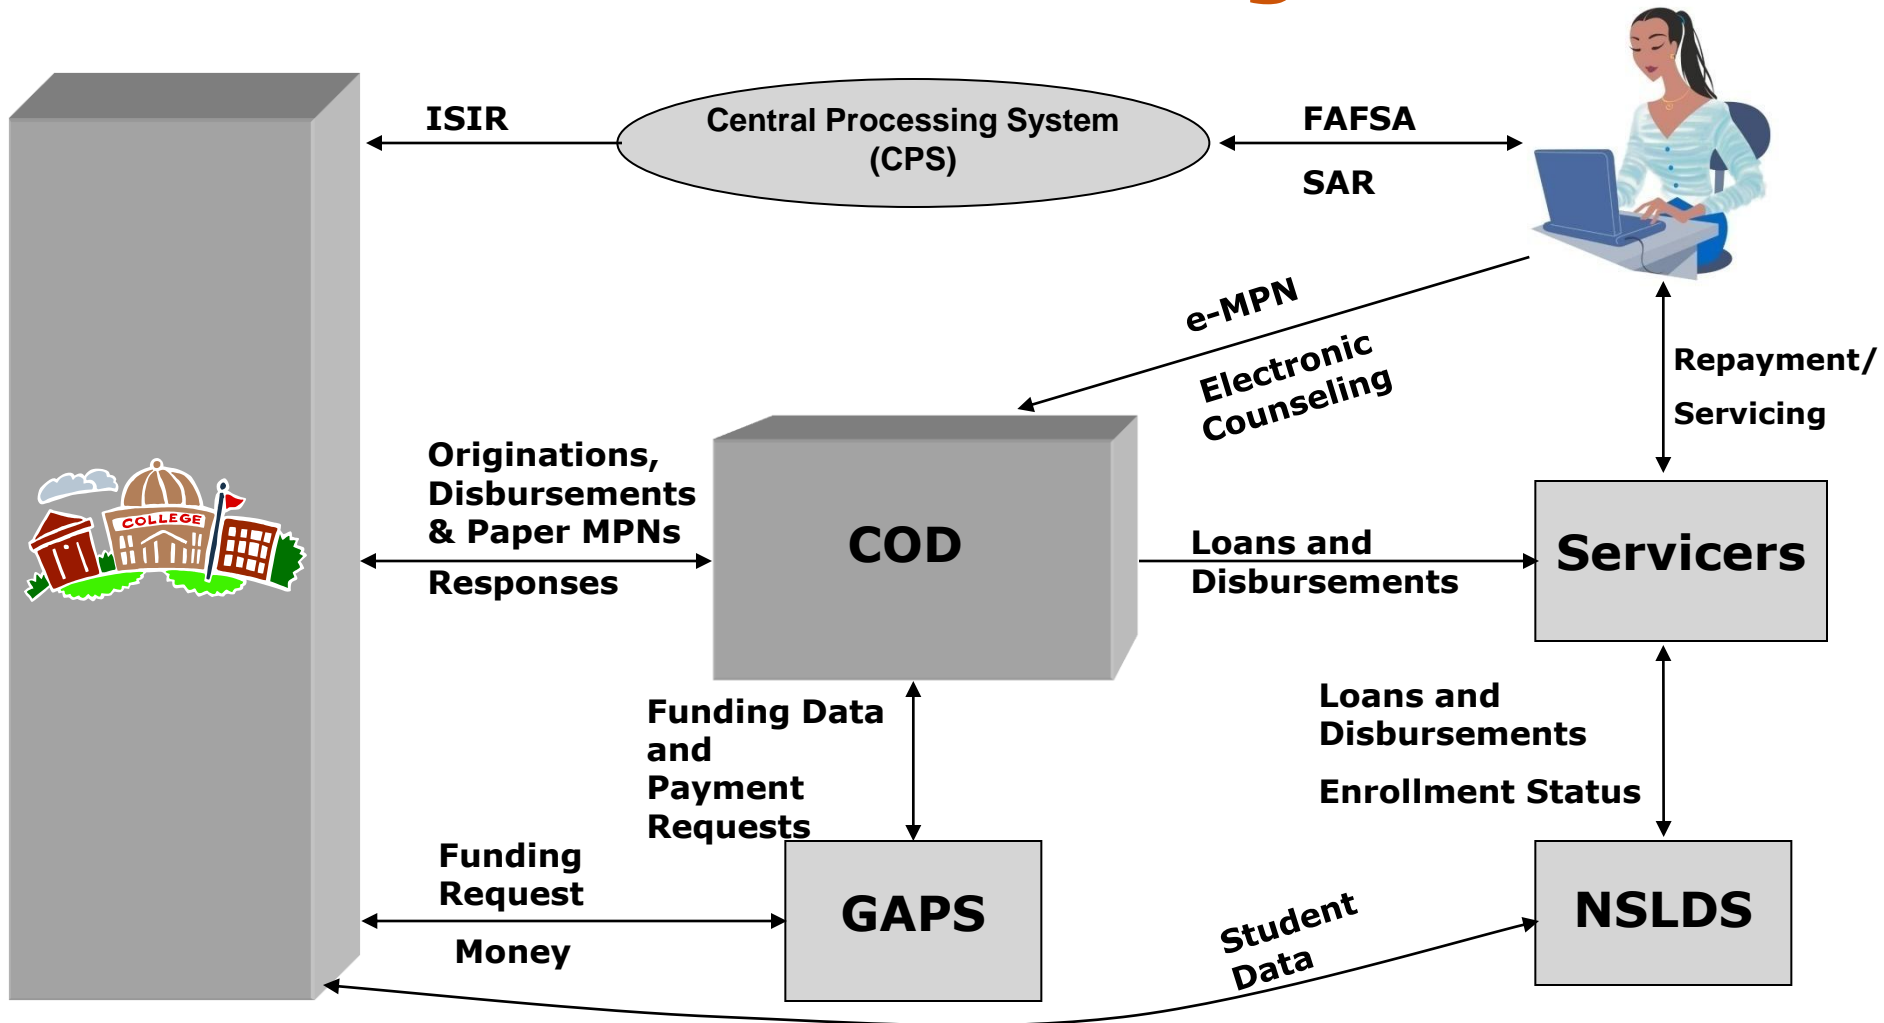 ISIR
Central Processing System
(CPS)
FAFSA
SAR
e-MPN
Electronic
Counseling
Repayment/
Servicing
COLLEGE
Originations,
Disbursements
& Paper MPNs
Responses
COD
Loans and
Disbursements
Servicers
Funding Data
and
Payment
Requests
Loans and
Disbursements
Enrollment Status
Funding
Request
Money
GAPS
Student
Data
NSLDS